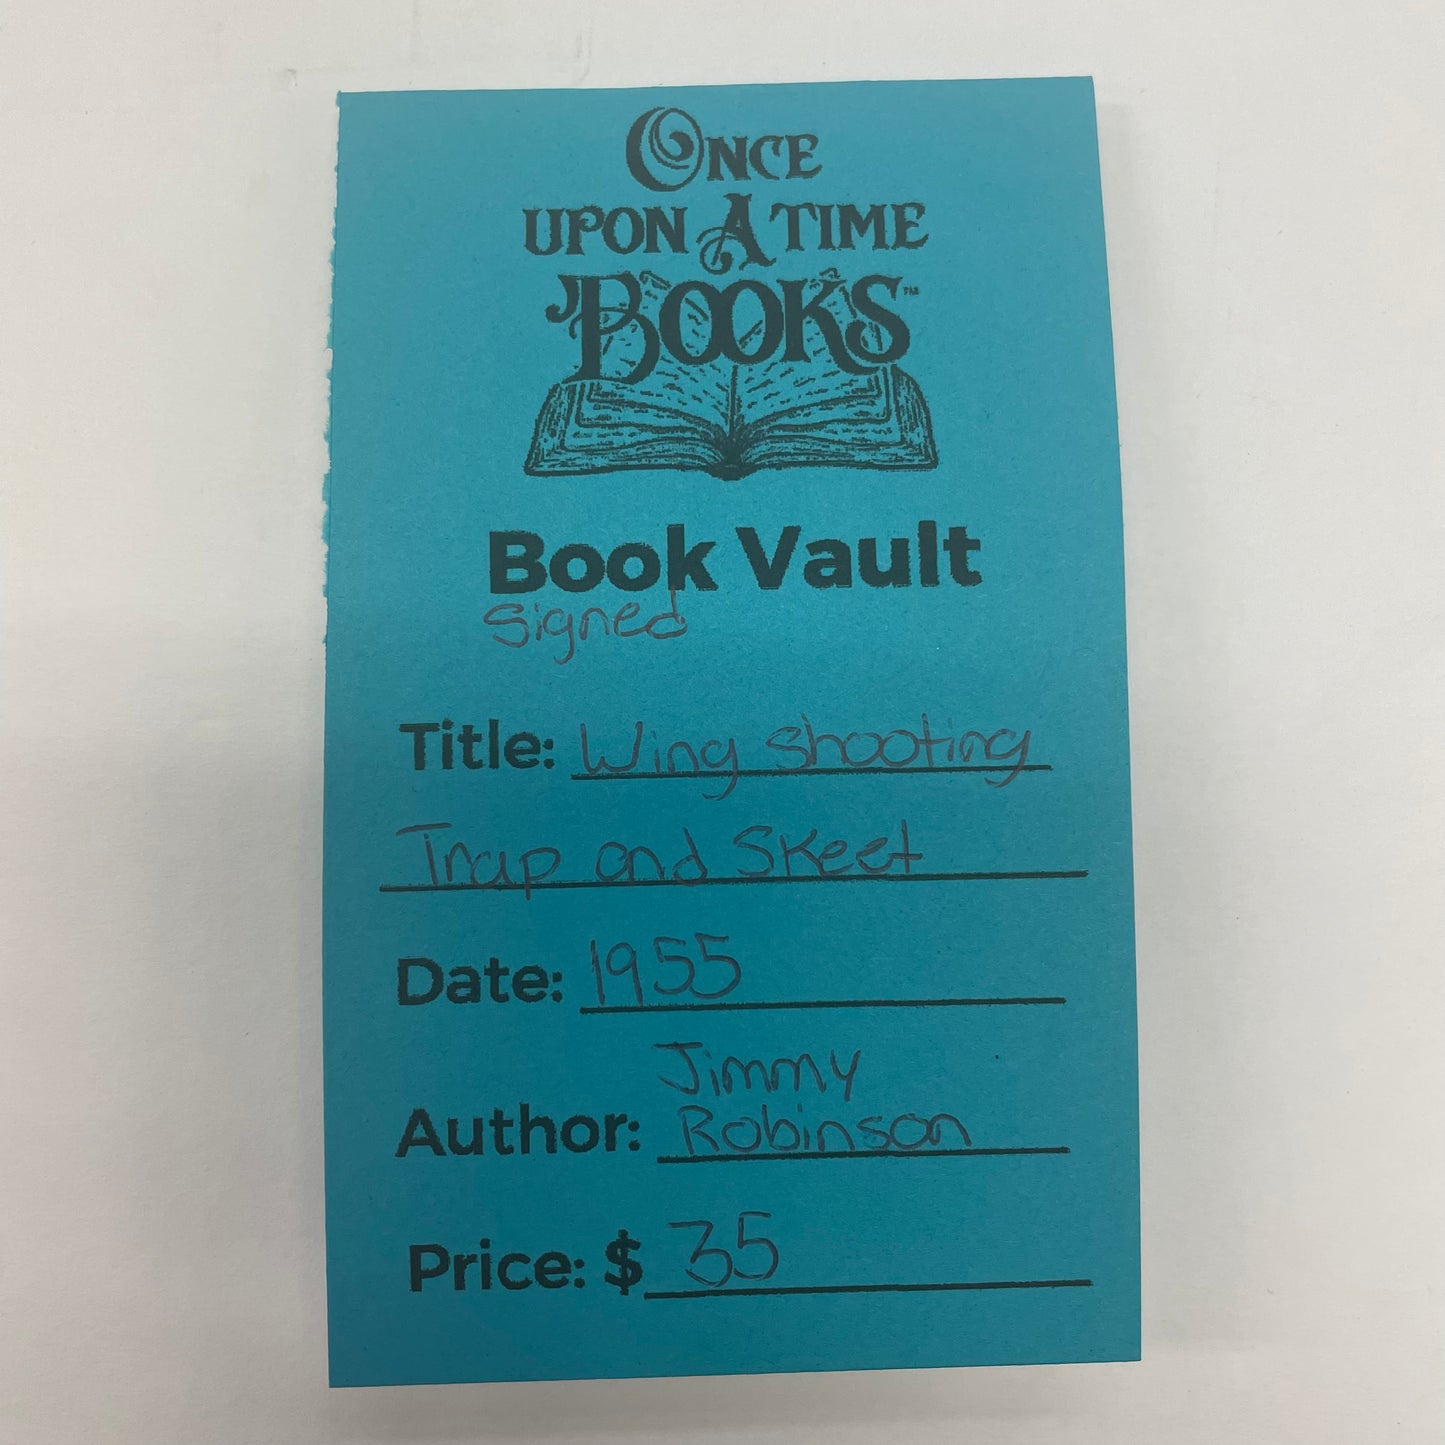 ONCE
UPON A TIME
BOOKS™
Book Vault
Signed
Title: Wing shooting
Trap and Skeet
Date: 1955
Jimmy
Author: Robinson
Price: $ 35